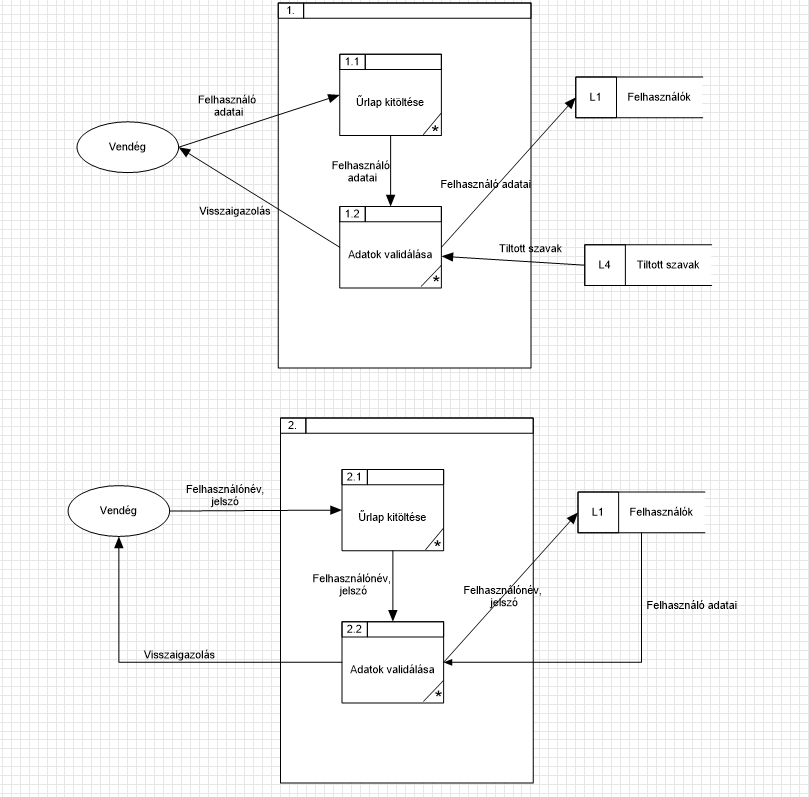 1.
1.1
Űrlap kitöltése
*
Felhasználó
adatai
Vendég
Felhasználó
adatai
L1
Felhasználók
Felhasználó adatai
Visszaigazolás
1.2
Adatok validálása
*
Tiltott szavak
L4
Tiltott szavak
2.
2.1
Űrlap kitöltése
*
Felhasználónév,
jelszó
Vendég
L1
Felhasználók
Felhasználónév,
jelszó
Felhasználónév,
jelszó
Felhasználó adatai
2.2
Adatok validálása
*
Visszaigazolás